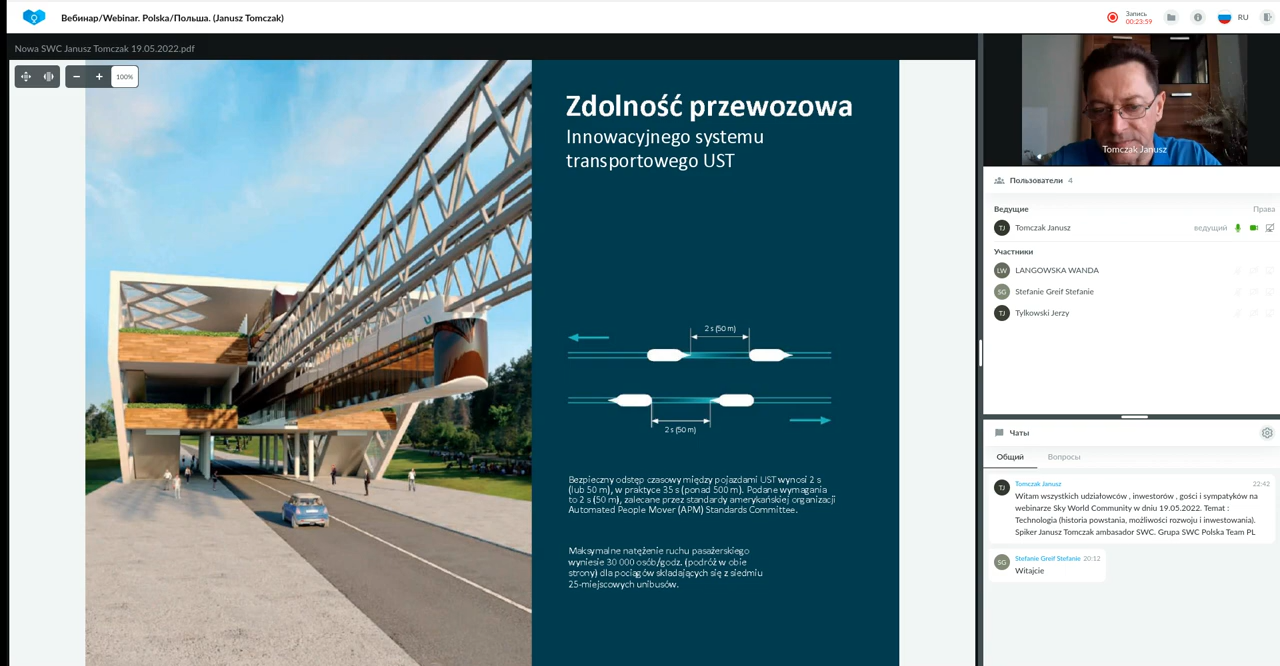 Вебинар/Webinar. Polska/Польша. (Janusz Tomczak)
Запись
00:23:59
RU
Nowa SWC Janusz Tomczak 19.05.2022.pdf
100%
Zdolność przewozowa
Innowacyjnego systemu
transportowego UST
2 s (50 m)
2 s (50 m)
Bezpieczny odstęp czasowy między pojazdami UST wynosi 2 s
(lub 50 m), w praktyce 35 s (ponad 500 m). Podane wymagania
to 2 s (50 m), zalecane przez standardy amerykańskiej organizacji
Automated People Mover (APM) Standards Committee.
Maksymalne natężenie ruchu pasażerskiego
wyniesie 30 000 osób/godz. (podróż w obie
strony) dla pociągów składających się z siedmiu
25-miejscowych unibusów.
Tomczak Janusz
Пользователи 4
Ведущие Права
TJ Tomczak Janusz ведущий
Участники
LW LANGOWSKA WANDA
SG Stefanie Greif Stefanie
TJ Tylkowski Jerzy
Чаты
Общий Вопросы
TJ Tomczak Janusz 22:42
Witam wszystkich udziałowców , inwestorów , gości i sympatyków na
webinarze Sky World Community w dniu 19.05.2022. Temat :
Technologia (historia powstania, możliwości rozwoju i inwestowania).
Spiker Janusz Tomczak ambasador SWC. Grupa SWC Polska Team PL
SG Stefanie Greif Stefanie 20:12
Witajcie